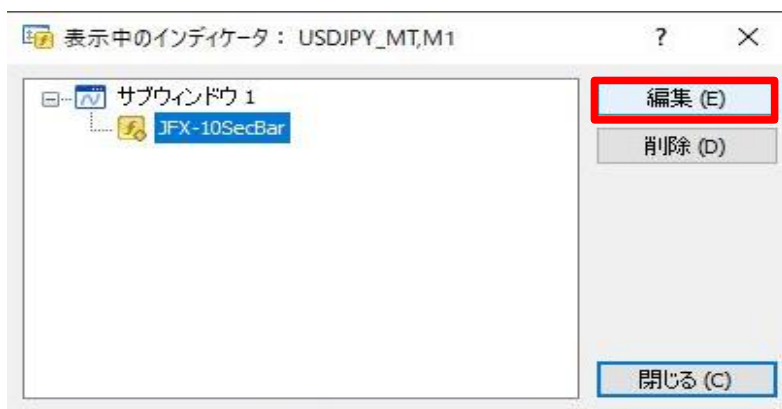 表示中のインディケータ： USDJPY_MT,M1
? ×
サブウィンドウ 1
JFX-10SecBar
編集 (E)
削除 (D)
閉じる (C)